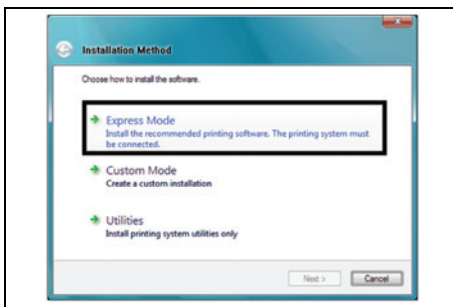 Installation Method
Choose how to install the software.
Express Mode
Install the recommended printing software. The printing system must
be connected.
Custom Mode
Create a custom installation
Utilities
Install printing system utilities only
Next >
Cancel